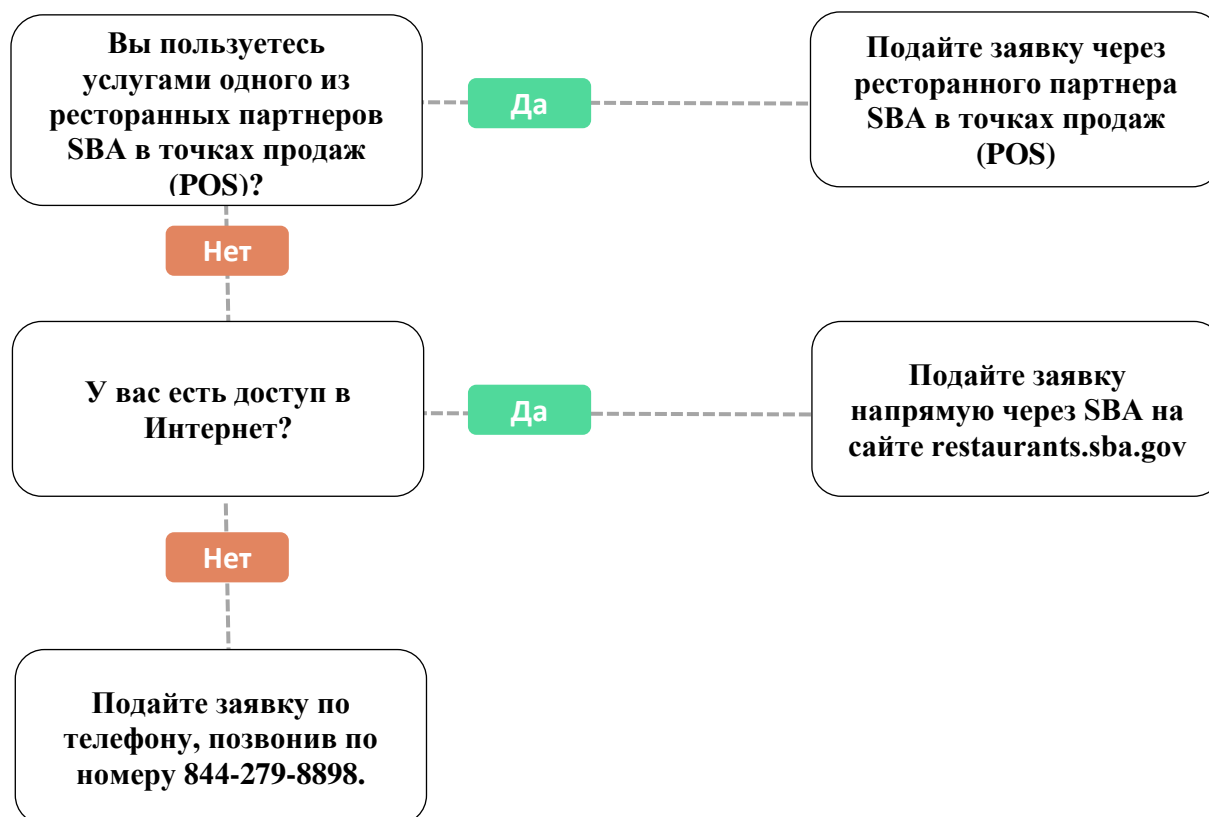 Вы пользуетесь
услугами одного из
ресторанных партнеров
SBA в точках продаж
(POS)?
Да
Подайте заявку через
ресторанного партнера
SBA в точках продаж
(POS)
Нет
У вас есть доступ в
Интернет?
Да
Подайте заявку
напрямую через SBA на
сайте restaurants.sba.gov
Нет
Подайте заявку по
телефону, позвонив по
номеру 844-279-8898.